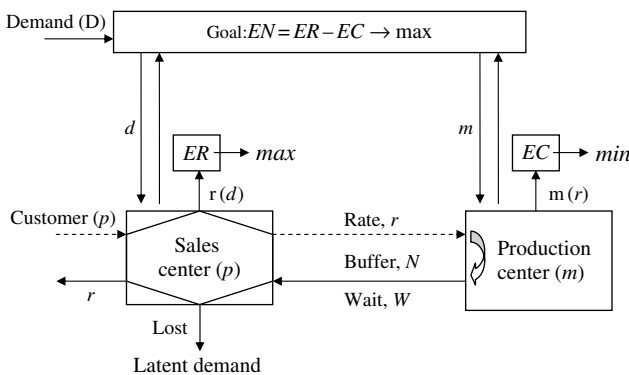 Demand (D)
Goal:EN = ER – EC → max
d
m
ER
max
EC
min
r (d)
m (r)
Customer (p)
Rate, r
Sales
center (p)
Production
center (m)
Buffer, N
r
Wait, W
Lost
Latent demand